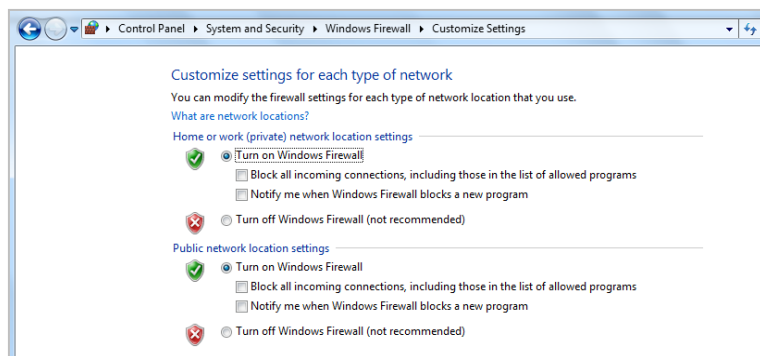 Control Panel ▸ System and Security ▸ Windows Firewall ▸ Customize Settings
Customize settings for each type of network
You can modify the firewall settings for each type of network location that you use.
What are network locations?
Home or work (private) network location settings
Turn on Windows Firewall
Block all incoming connections, including those in the list of allowed programs
Notify me when Windows Firewall blocks a new program
Turn off Windows Firewall (not recommended)
Public network location settings
Turn on Windows Firewall
Block all incoming connections, including those in the list of allowed programs
Notify me when Windows Firewall blocks a new program
Turn off Windows Firewall (not recommended)